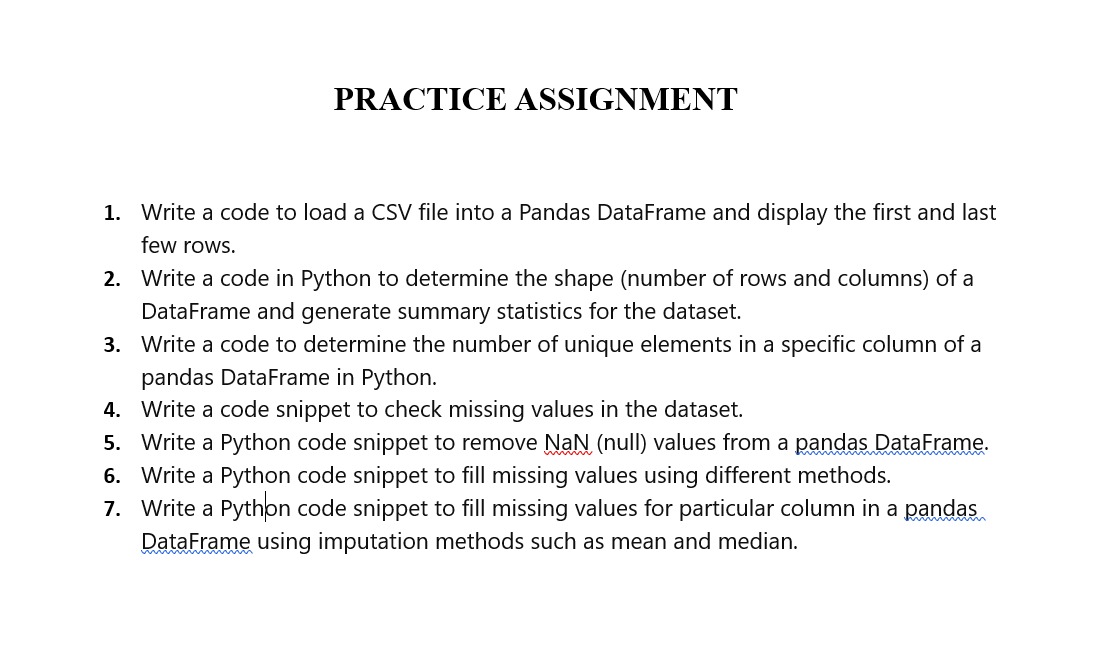 PRACTICE ASSIGNMENT
1. Write a code to load a CSV file into a Pandas DataFrame and display the first and last
few rows.
2. Write a code in Python to determine the shape (number of rows and columns) of a
DataFrame and generate summary statistics for the dataset.
3. Write a code to determine the number of unique elements in a specific column of a
pandas DataFrame in Python.
4. Write a code snippet to check missing values in the dataset.
5. Write a Python code snippet to remove NaN (null) values from a pandas DataFrame.
6. Write a Python code snippet to fill missing values using different methods.
7. Write a Python code snippet to fill missing values for particular column in a pandas
DataFrame using imputation methods such as mean and median.